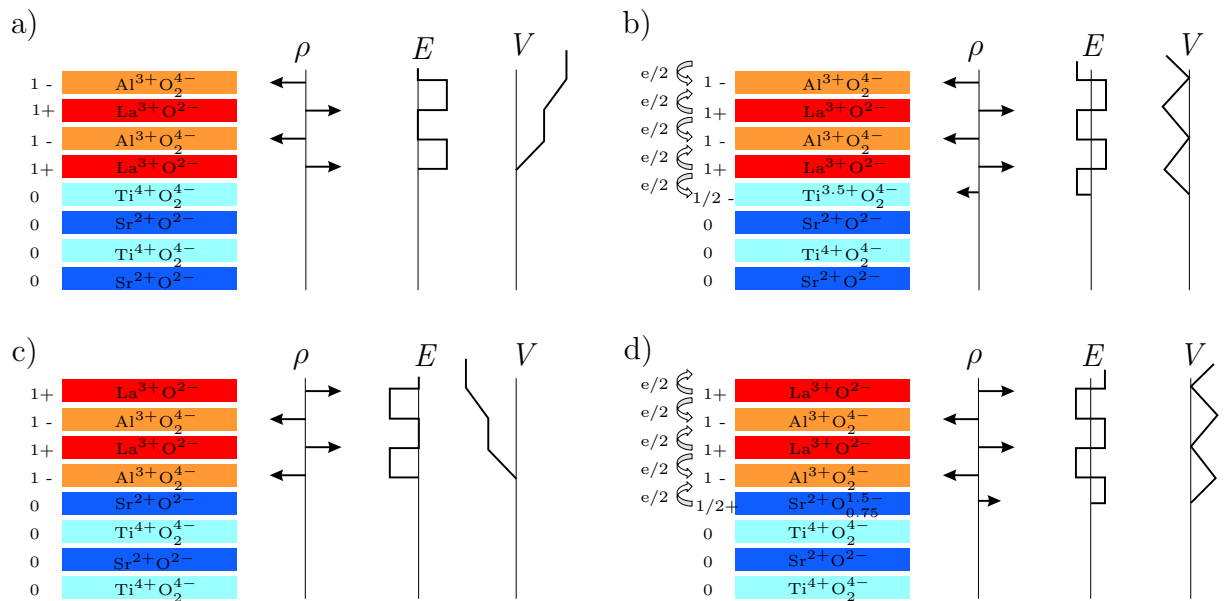 a)
ρ E V
1 - Al³⁺O₂⁴⁻
1+ La³⁺O²⁻
1 - Al³⁺O₂⁴⁻
1+ La³⁺O²⁻
0 Ti⁴⁺O₂⁴⁻
0 Sr²⁺O²⁻
0 Ti⁴⁺O₂⁴⁻
0 Sr²⁺O²⁻
b)
ρ E V
e/2 1 - Al³⁺O₂⁴⁻
e/2 1+ La³⁺O²⁻
e/2 1 - Al³⁺O₂⁴⁻
e/2 1+ La³⁺O²⁻
e/2 1/2 - Ti³·⁵⁺O₂⁴⁻
0 Sr²⁺O²⁻
0 Ti⁴⁺O₂⁴⁻
0 Sr²⁺O²⁻
c)
ρ E V
1+ La³⁺O²⁻
1 - Al³⁺O₂⁴⁻
1+ La³⁺O²⁻
1 - Al³⁺O₂⁴⁻
0 Sr²⁺O²⁻
0 Ti⁴⁺O₂⁴⁻
0 Sr²⁺O²⁻
0 Ti⁴⁺O₂⁴⁻
d)
ρ E V
e/2 1+ La³⁺O²⁻
e/2 1 - Al³⁺O₂⁴⁻
e/2 1+ La³⁺O²⁻
e/2 1 - Al³⁺O₂⁴⁻
e/2 1/2+ Sr²⁺O₀.₇₅¹·⁵⁻
0 Ti⁴⁺O₂⁴⁻
0 Sr²⁺O²⁻
0 Ti⁴⁺O₂⁴⁻